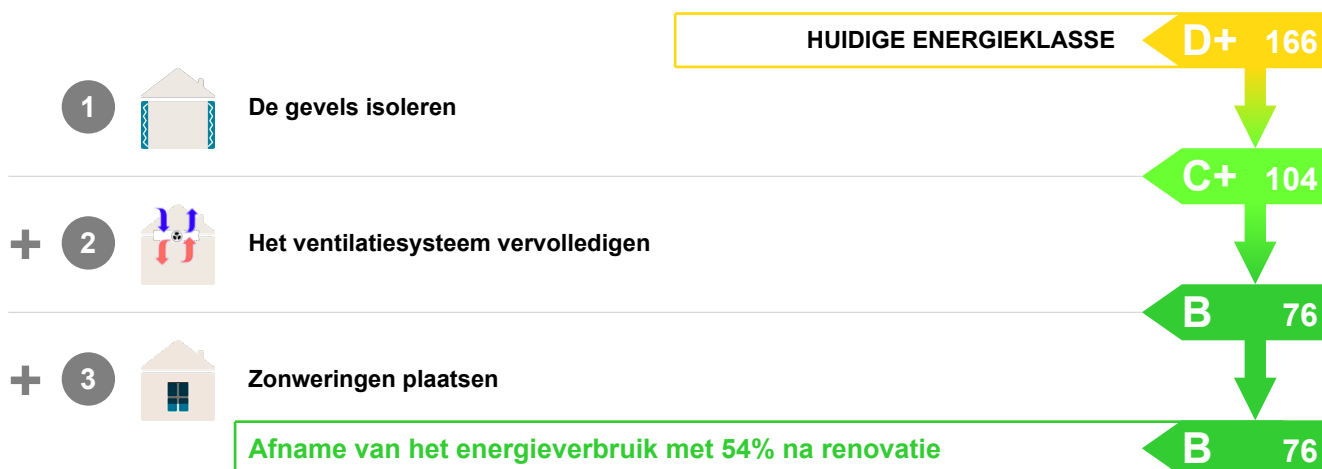 HUIDIGE ENERGIEKLASSE D+ 166
1 De gevels isoleren
C+ 104
+ 2 Het ventilatiesysteem vervolledigen
B 76
+ 3 Zonweringen plaatsen
Afname van het energieverbruik met 54% na renovatie B 76